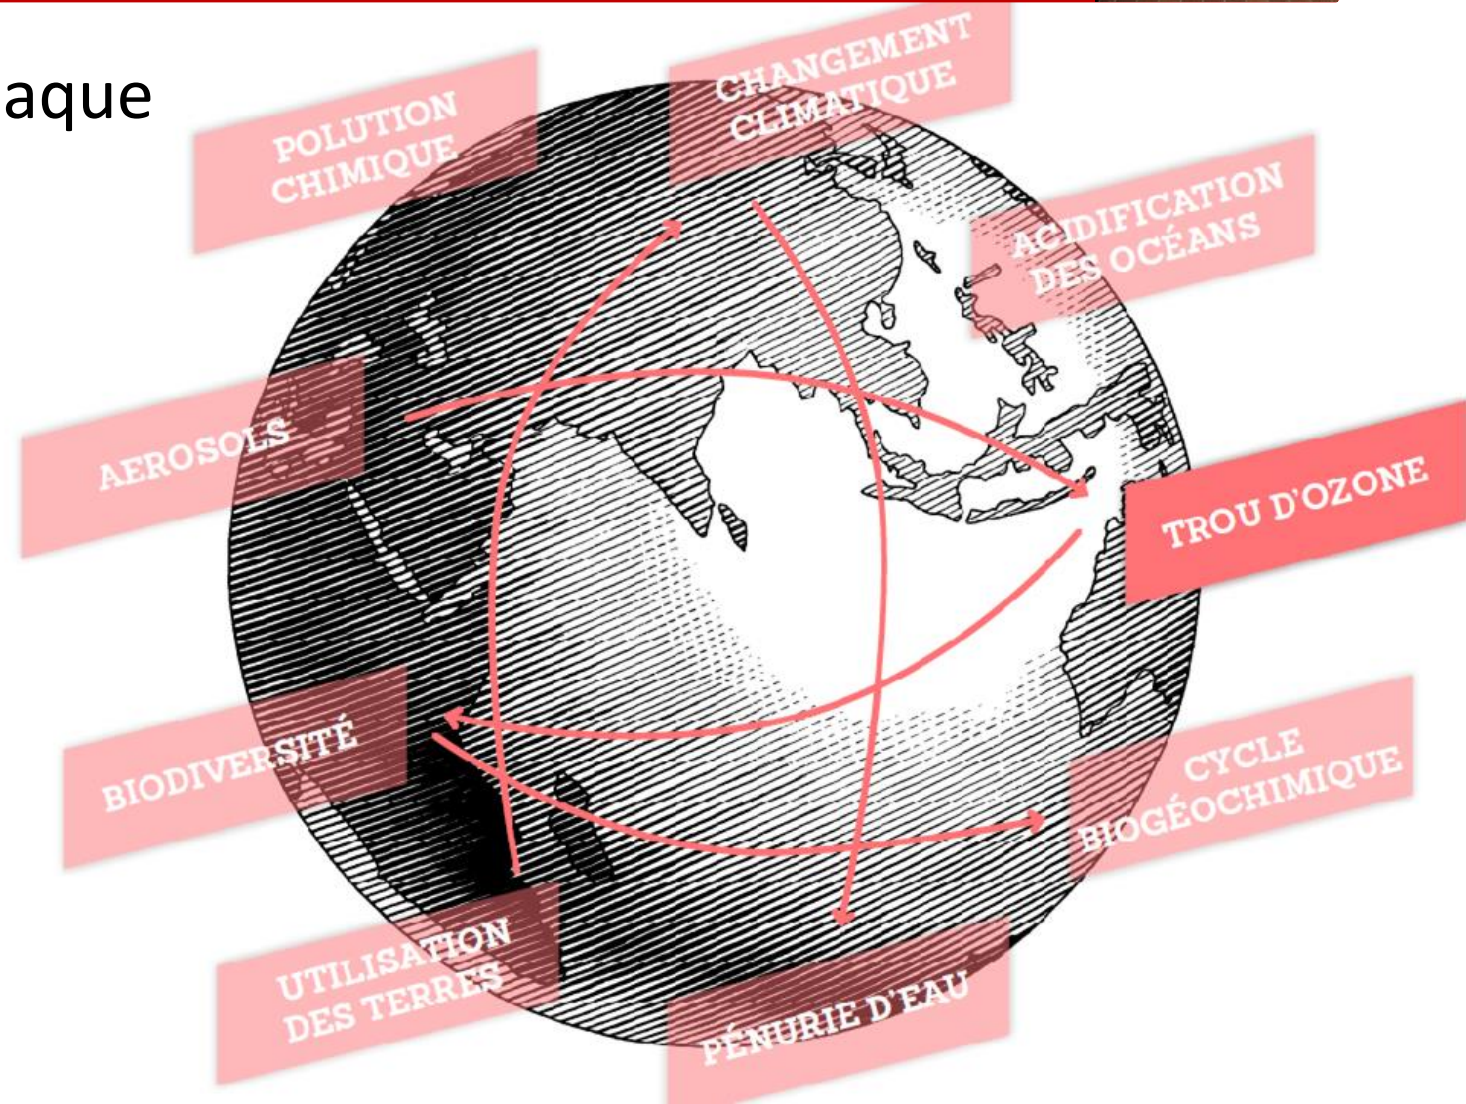 aque
POLUTION
CHIMIQUE
CHANGEMENT
CLIMATIQUE
ACIDIFICATION
DES OCÉANS
AEROSOLS
TROU D'OZONE
BIODIVERSITÉ
CYCLE
BIOGÉOCHIMIQUE
UTILISATION
DES TERRES
PÉNURIE D'EAU